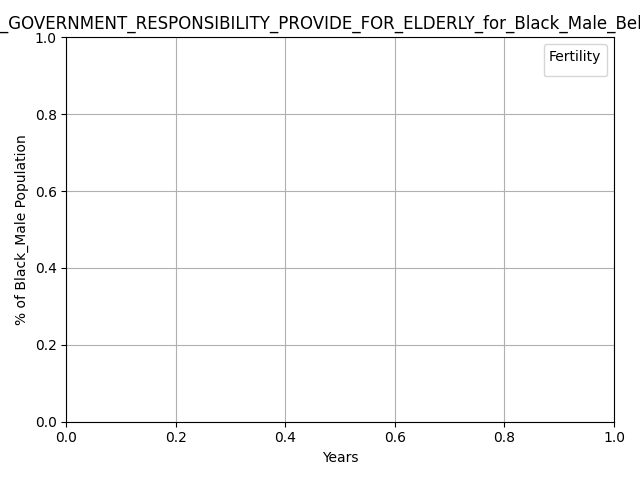 _GOVERNMENT_RESPONSIBILITY_PROVIDE_FOR_ELDERLY_for_Black_Male_Bel
Fertility
% of Black_Male Population
1.0
0.8
0.6
0.4
0.2
0.0
0.0 0.2 0.4 0.6 0.8 1.0
Years